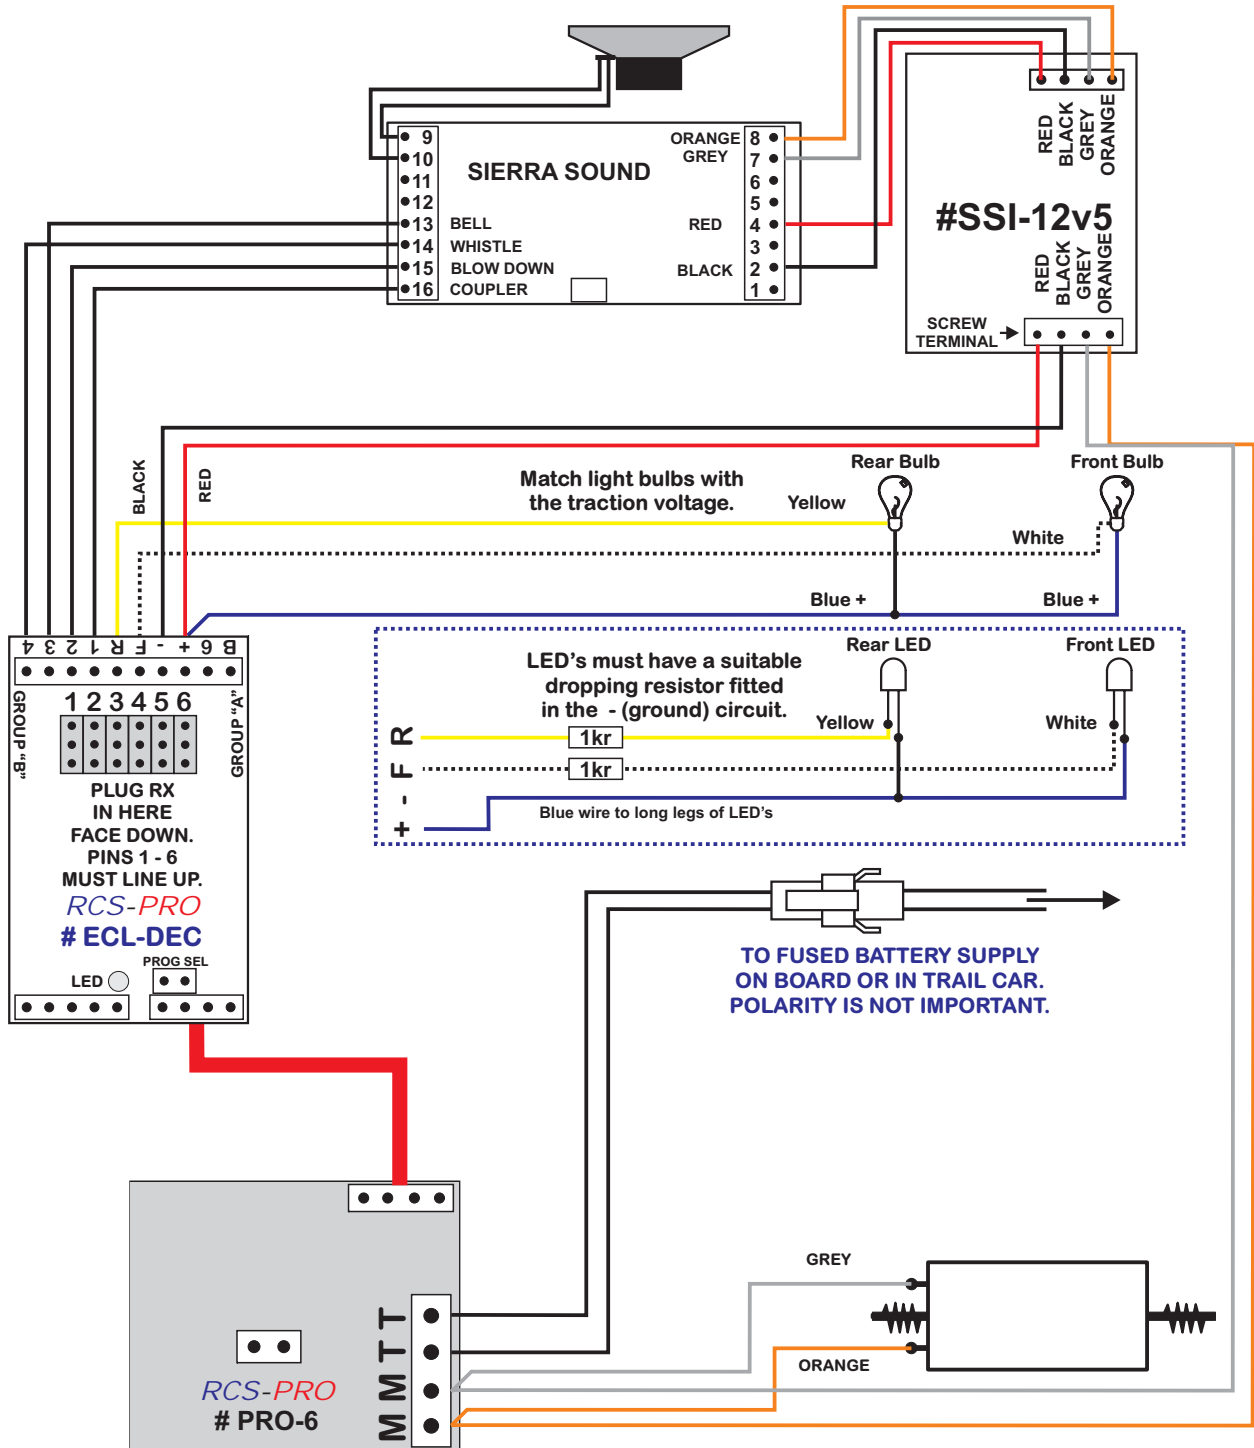 9
10
11
12
13 BELL
14 WHISTLE
15 BLOW DOWN
16 COUPLER
SIERRA SOUND
ORANGE 8
GREY 7
6
5
RED 4
3
BLACK 2
1
RED
BLACK
GREY
ORANGE
#SSI-12v5
RED
BLACK
GREY
ORANGE
SCREW
TERMINAL
BLACK
RED
Match light bulbs with
the traction voltage.
Rear Bulb
Yellow
Front Bulb
White
Blue +
Blue +
4 3 2 1 R F - + 6 B
GROUP "B"
1 2 3 4 5 6
GROUP "A"
PLUG RX
IN HERE
FACE DOWN.
PINS 1 - 6
MUST LINE UP.
RCS-PRO
# ECL-DEC
PROG SEL
LED
LED's must have a suitable
dropping resistor fitted
in the - (ground) circuit.
Rear LED
Yellow
Front LED
White
R
F
-
+
1kr
1kr
Blue wire to long legs of LED's
TO FUSED BATTERY SUPPLY
ON BOARD OR IN TRAIL CAR.
POLARITY IS NOT IMPORTANT.
T
T
M
M
RCS-PRO
# PRO-6
GREY
ORANGE